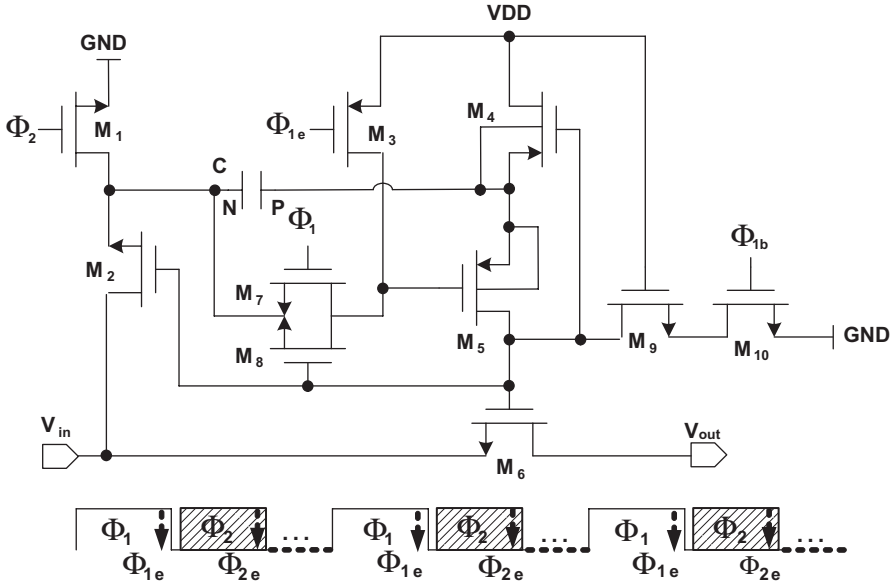 VDD
GND
Φ2
M1
Φ1e
M3
M4
C
N
P
Φ1
M2
M7
M5
Φ1b
M8
M9
M10
GND
Vin
Vout
M6
Φ1 Φ2 ... Φ1 Φ2 ... Φ1 Φ2 ...
Φ1e Φ2e Φ1e Φ2e Φ1e Φ2e